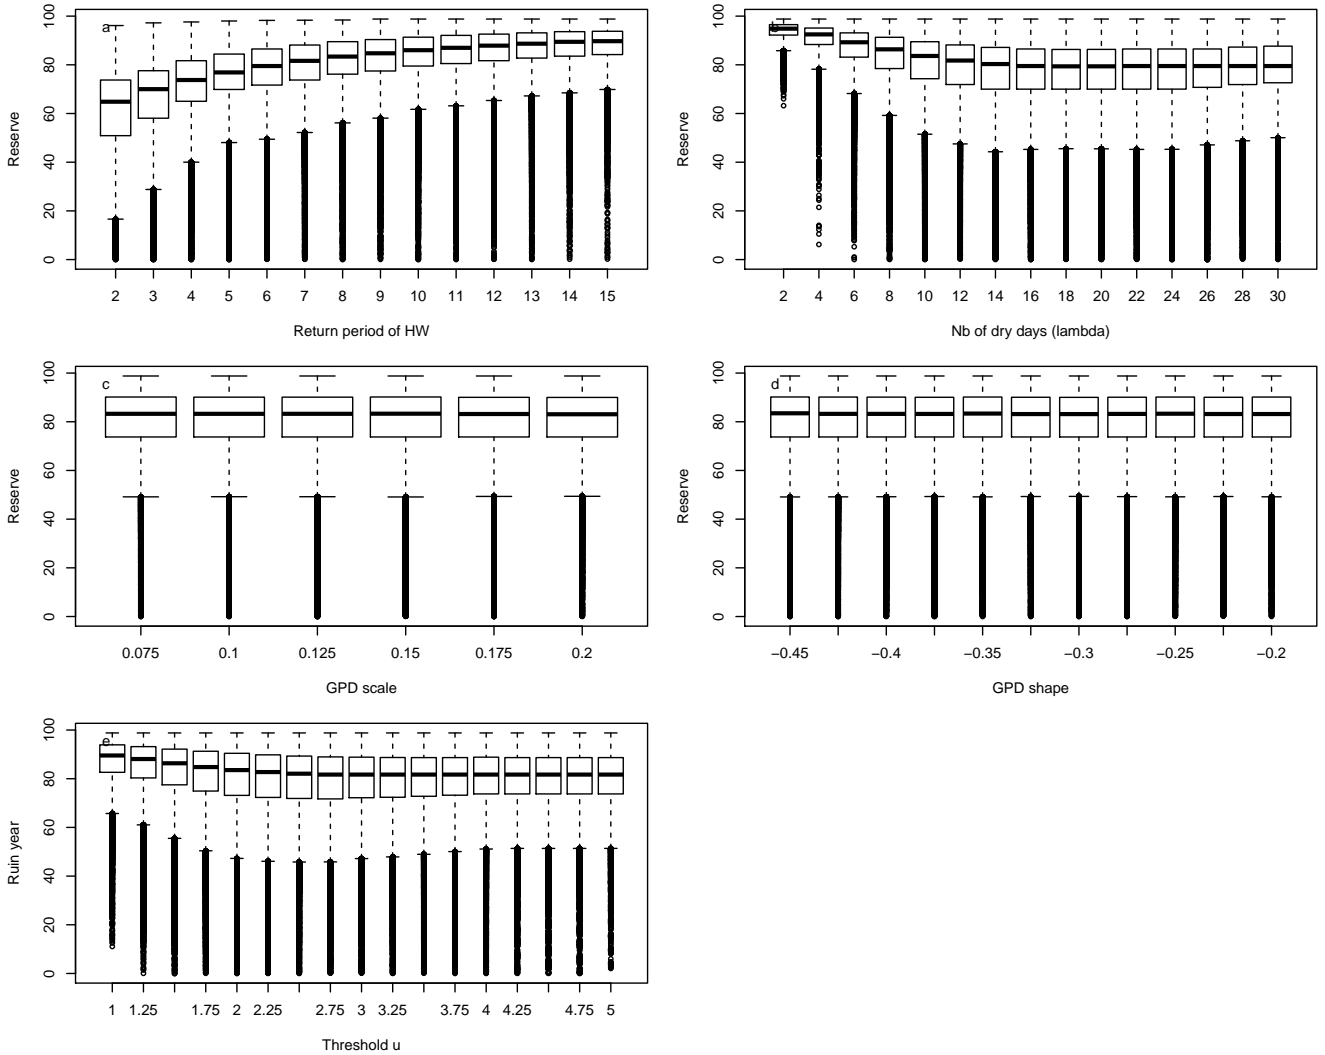 a
Reserve
0 20 40 60 80 100
2 3 4 5 6 7 8 9 10 11 12 13 14 15
Return period of HW
b
Reserve
0 20 40 60 80 100
2 4 6 8 10 12 14 16 18 20 22 24 26 28 30
Nb of dry days (lambda)
c
Reserve
0 20 40 60 80 100
0.075 0.1 0.125 0.15 0.175 0.2
GPD scale
d
Reserve
0 20 40 60 80 100
−0.45 −0.4 −0.35 −0.3 −0.25 −0.2
GPD shape
e
Ruin year
0 20 40 60 80 100
1 1.25 1.75 2 2.25 2.75 3 3.25 3.75 4 4.25 4.75 5
Threshold u